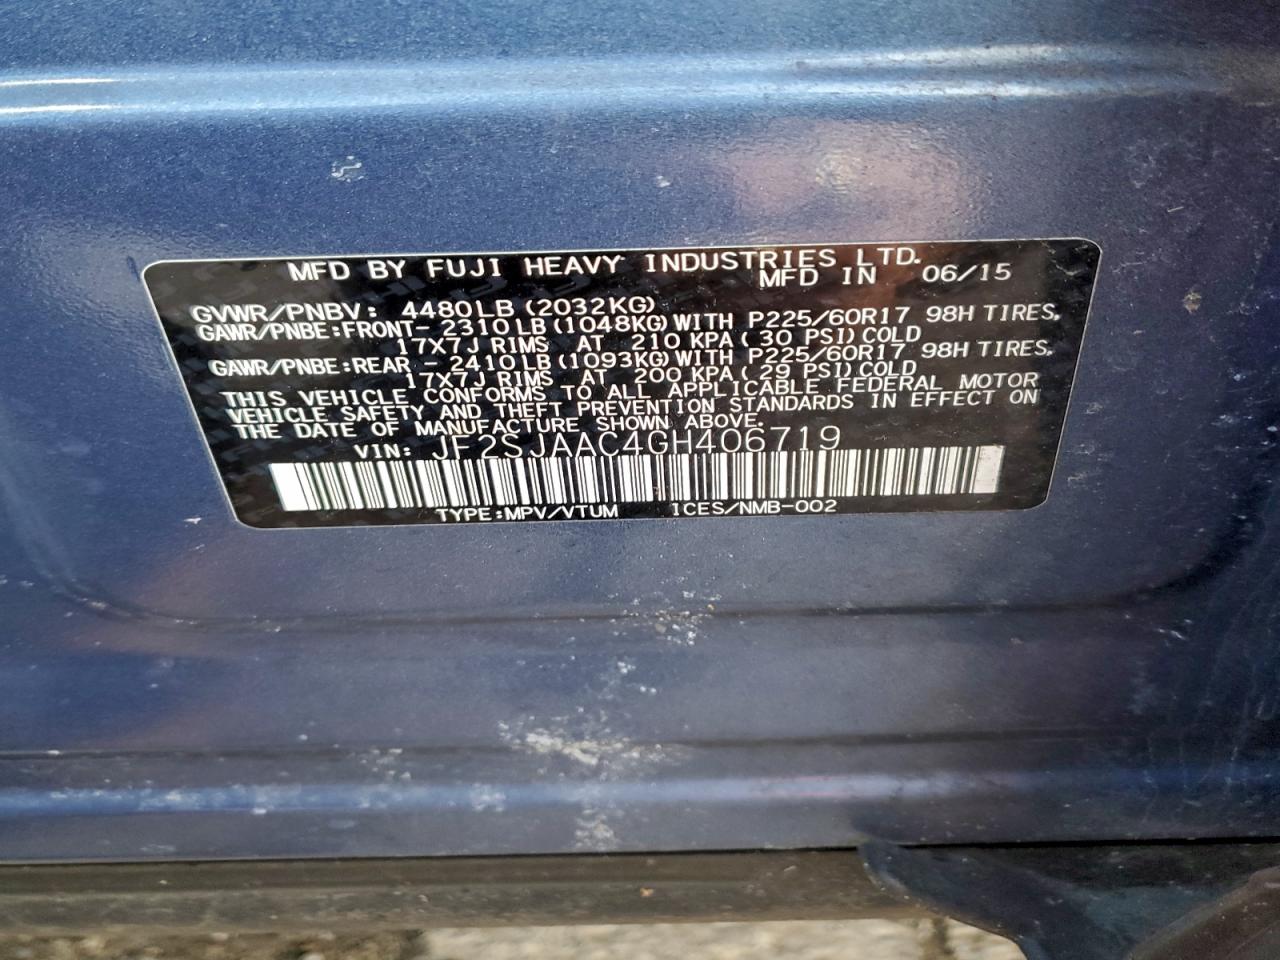 MFD BY FUJI HEAVY INDUSTRIES LTD.
MFD IN 06/15
GVWR/PNBV: 4480LB (2032KG)
GAWR/PNBE:FRONT- 2310LB (1048KG) WITH P225/60R17 98H TIRES,
17X7J RIMS AT 210 KPA ( 30 PSI) COLD
GAWR/PNBE:REAR - 2410LB (1093KG) WITH P225/60R17 98H TIRES,
17X7J RIMS AT 200 KPA ( 29 PSI) COLD
THIS VEHICLE CONFORMS TO ALL APPLICABLE FEDERAL MOTOR
VEHICLE SAFETY AND THEFT PREVENTION STANDARDS IN EFFECT ON
THE DATE OF MANUFACTURE SHOWN ABOVE.
VIN: JF2SJAAC4GH406719
TYPE:MPV/VTUM 1CES/NMB-002